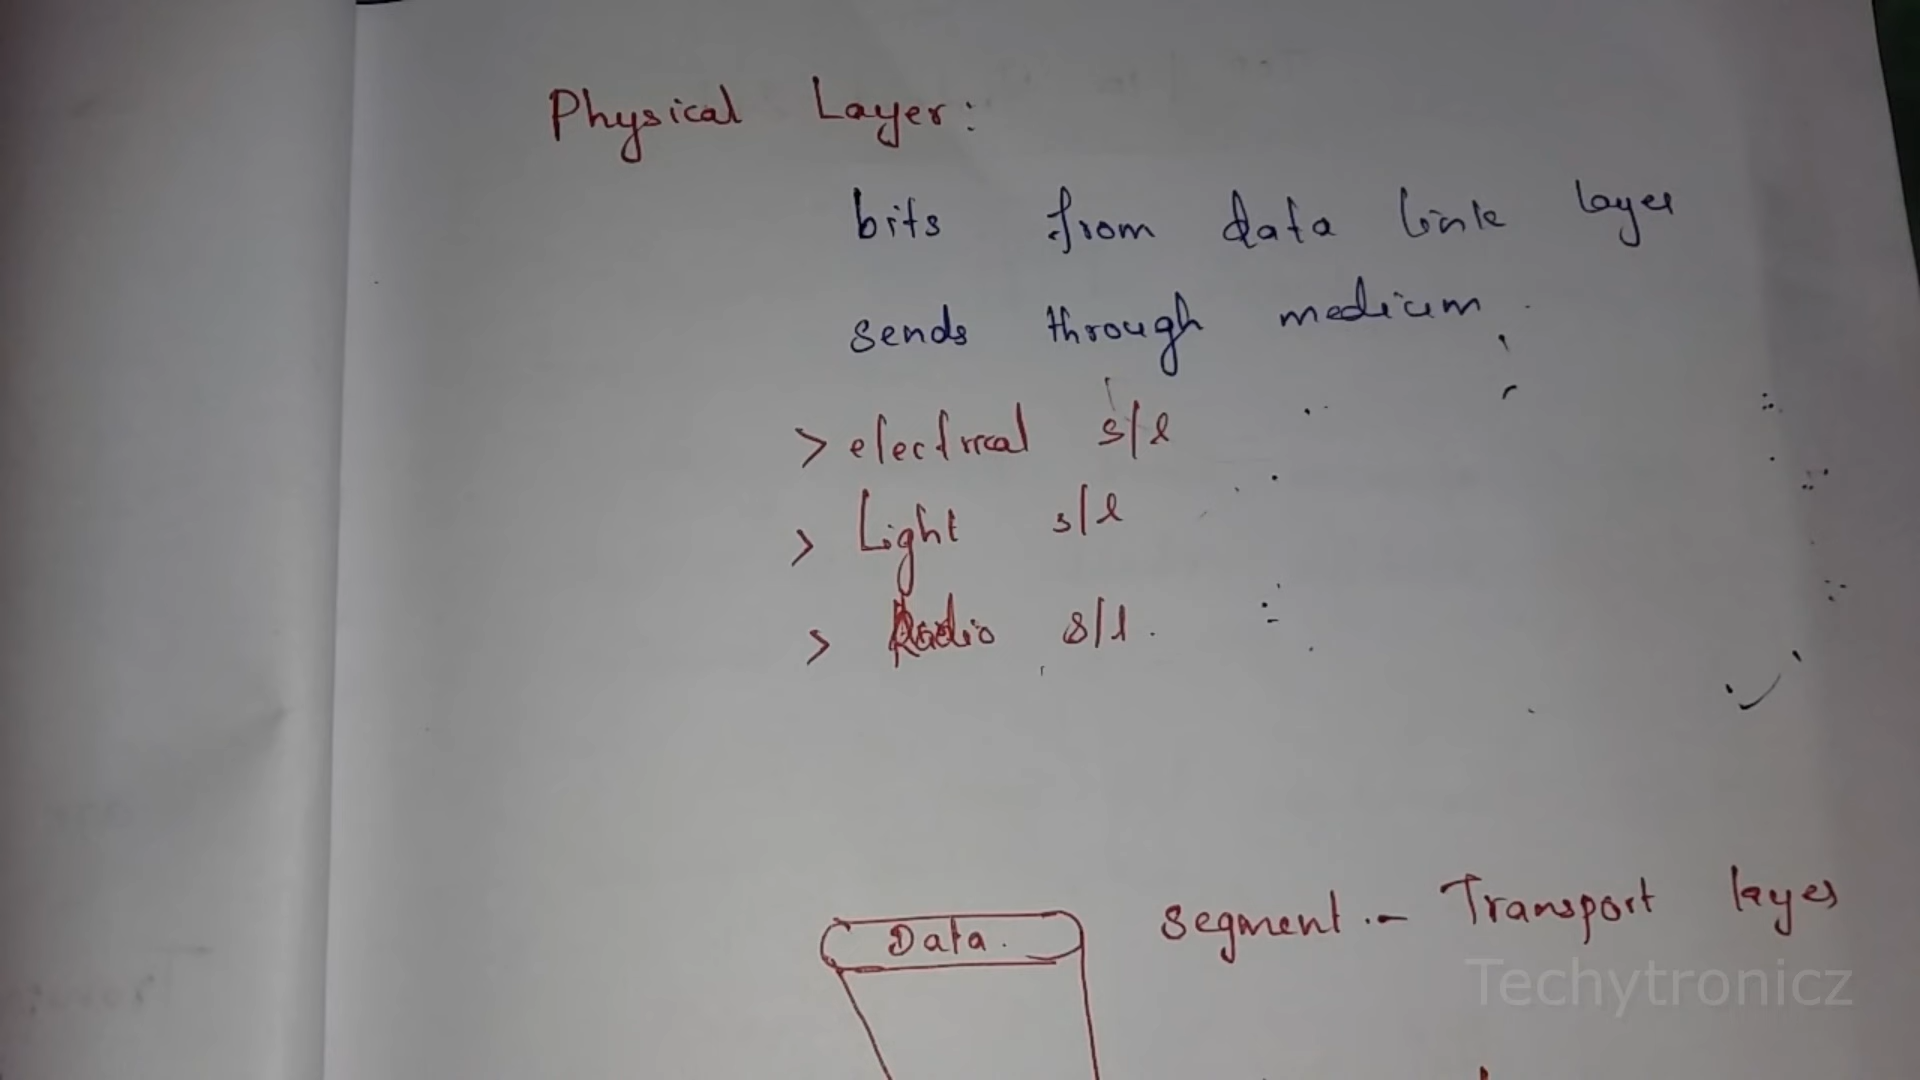 Physical Layer:
bits from data link layer
sends through medium
> electrical s/l
> Light s/l
> Radio s/l.
Data.
Segment :- Transport layer
Techytronicz